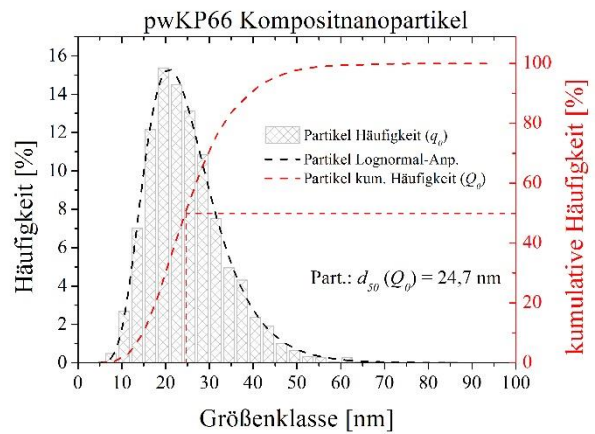 pwKP66 Kompositnanopartikel
16
14
12
10
8
6
4
2
0
Häufigkeit [%]
Partikel Häufigkeit (q0)
Partikel Lognormal-Anp.
Partikel kum. Häufigkeit (Q0)
Part.: d50 (Q0) = 24,7 nm
100
80
60
40
20
0
kumulative Häufigkeit [%]
0 10 20 30 40 50 60 70 80 90 100
Größenklasse [nm]